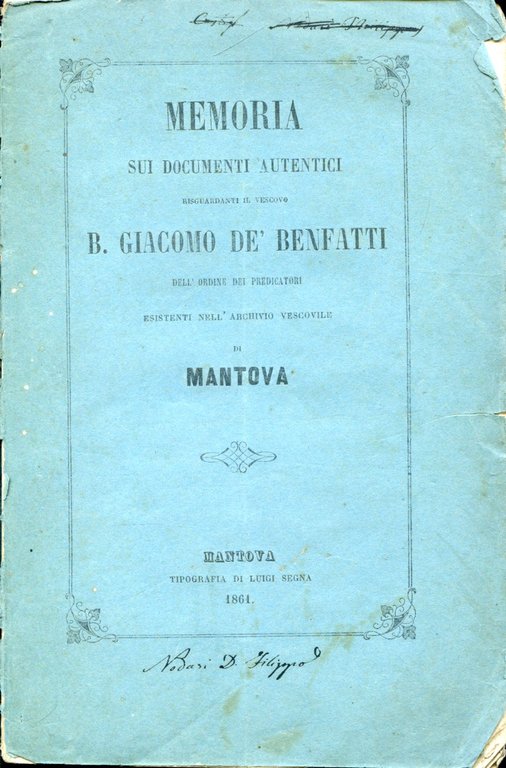 MEMORIA
SUI DOCUMENTI AUTENTICI
RISGUARDANTI IL VESCOVO
B. GIACOMO DE' BENFATTI
DELL' ORDINE DEI PREDICATORI
ESISTENTI NELL' ARCHIVIO VESCOVILE
DI
MANTOVA
MANTOVA
TIPOGRAFIA DI LUIGI SEGNA
1861.
Nodari D. Filippo